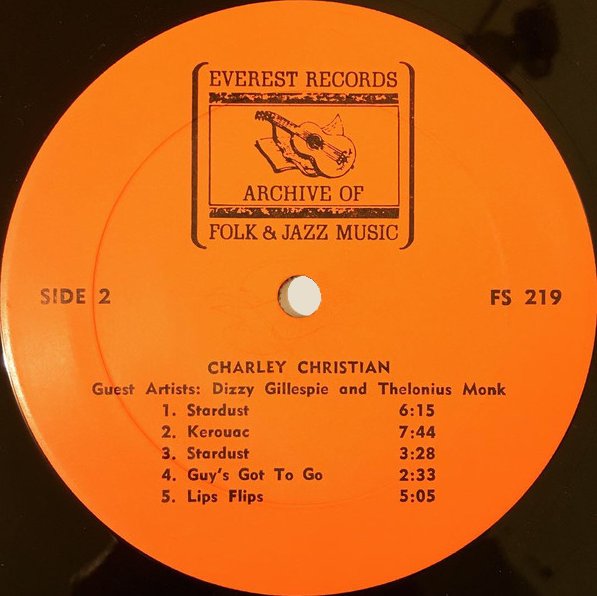 EVEREST RECORDS
ARCHIVE OF
FOLK & JAZZ MUSIC
SIDE 2 FS 219
CHARLEY CHRISTIAN
Guest Artists: Dizzy Gillespie and Thelonius Monk
1. Stardust 6:15
2. Kerouac 7:44
3. Stardust 3:28
4. Guy's Got To Go 2:33
5. Lips Flips 5:05